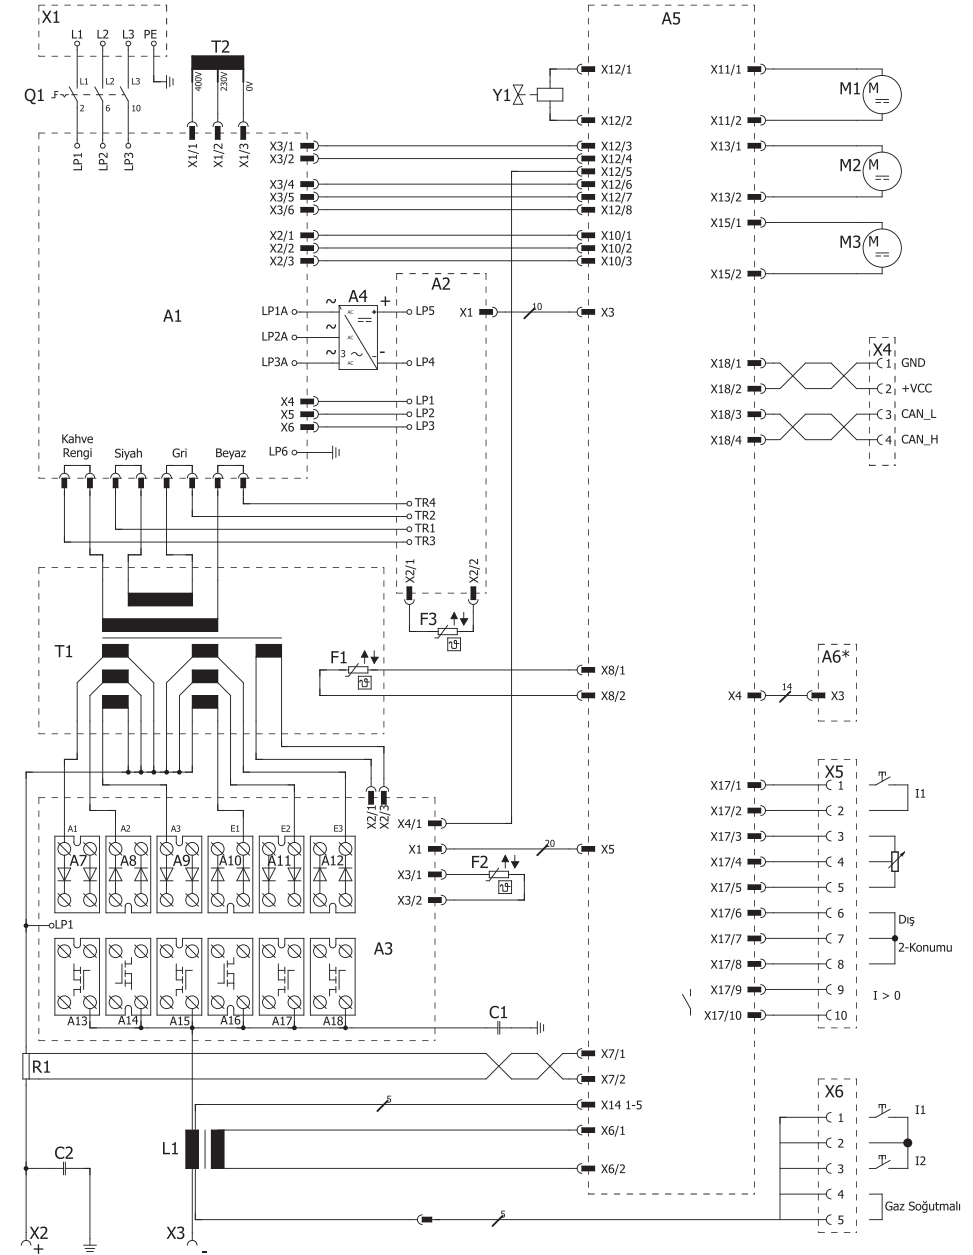 X1
L1 L2 L3 PE
T2
400V 230V 0V
Q1 F
L1 L2 L3
2 6 10
LP1 LP2 LP3
X1/1 X1/2 X1/3
A5
Y1
X12/1
X12/2
X11/1
X11/2
M1 M
X13/1
X13/2
M2 M
X15/1
X15/2
M3 M
X3/1 X12/3
X3/2 X12/4
X12/5
X3/4 X12/6
X3/5 X12/7
X3/6 X12/8
X2/1 X10/1
X2/2 X10/2
X2/3 X10/3
A1
A4
A2
LP1A ~ AC + LP5
LP2A ~ AC
LP3A ~ 3 ~ AC - LP4
X1 10 X3
X4 LP1
X5 LP2
X6 LP3
LP6
X4
X18/1 1 GND
X18/2 2 +VCC
X18/3 3 CAN_L
X18/4 4 CAN_H
Kahve
Rengi
Siyah
Gri
Beyaz
TR4
TR2
TR1
TR3
X2/1 X2/2
F3
ϑ
T1
F1
ϑ
X8/1
X8/2
A6*
X4 14 X3
X2/1 X2/3
X4/1
X1 20 X5
X3/1
X3/2
F2
ϑ
A1 A2 A3 E1 E2 E3
A7 A8 A9 A10 A11 A12
LP1
A3
A13 A14 A15 A16 A17 A18
C1
X5
X17/1 1
X17/2 2
I1
X17/3 3
X17/4 4
X17/5 5
X17/6 6
X17/7 7
X17/8 8
Dış
2-Konumu
X17/9 9
X17/10 10
I > 0
R1
X7/1
X7/2
5 X14 1-5
L1
X6/1
X6/2
C2
X6
1 I1
2
3 I2
4
5
Gaz Soğutmalı
5
X2
+
X3
-